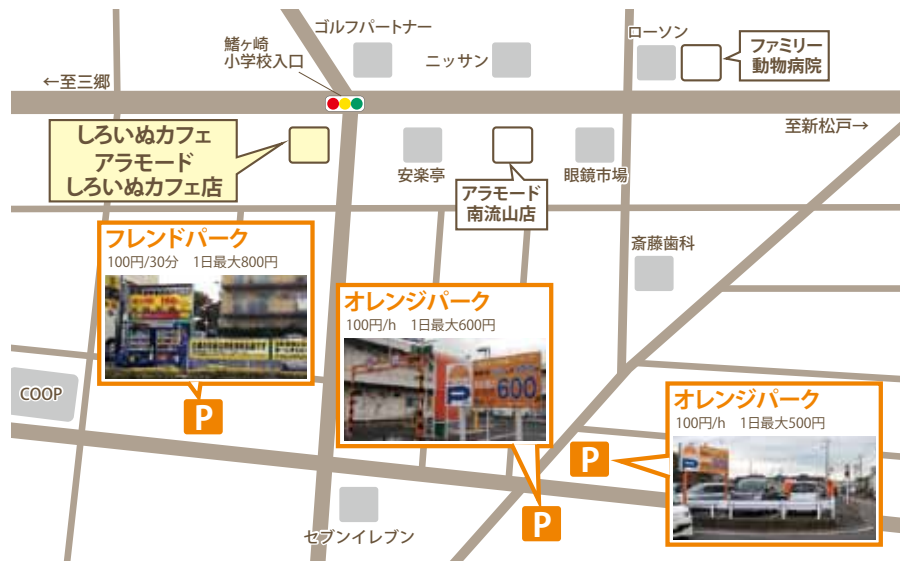 ゴルフパートナー
鰭ヶ崎
小学校入口
ニッサン
ローソン
ファミリー
動物病院
←至三郷
至新松戸→
しろいぬカフェ
アラモード
しろいぬカフェ店
安楽亭
アラモード
南流山店
眼鏡市場
斎藤歯科
フレンドパーク
100円/30分 1日最大800円
オレンジパーク
100円/h 1日最大600円
600
COOP
P
オレンジパーク
100円/h 1日最大500円
P
P
セブンイレブン